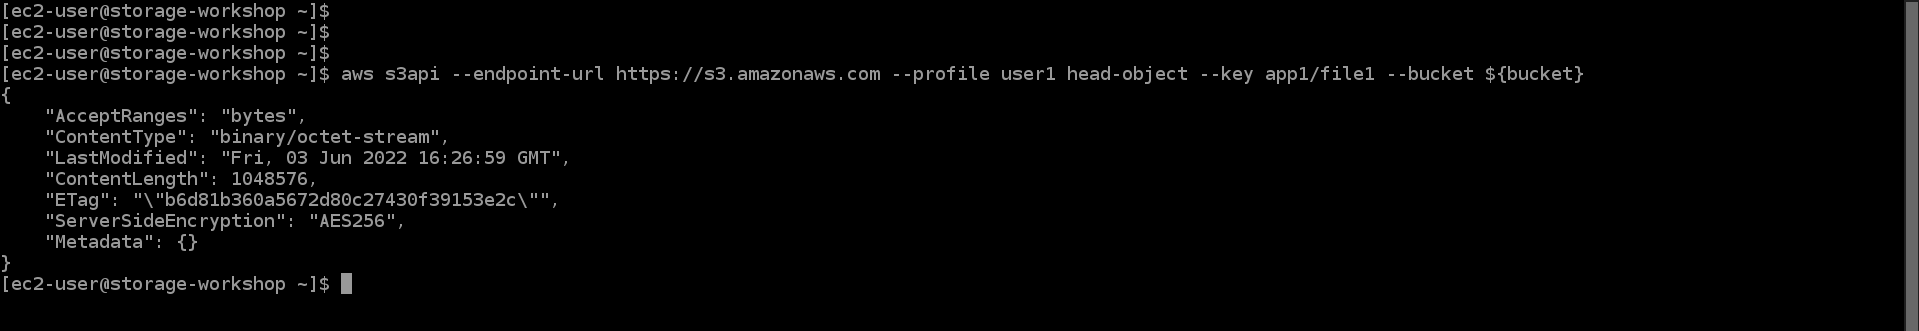 [ec2-user@storage-workshop ~]$
[ec2-user@storage-workshop ~]$
[ec2-user@storage-workshop ~]$
[ec2-user@storage-workshop ~]$ aws s3api --endpoint-url https://s3.amazonaws.com --profile user1 head-object --key app1/file1 --bucket ${bucket}
{
    "AcceptRanges": "bytes",
    "ContentType": "binary/octet-stream",
    "LastModified": "Fri, 03 Jun 2022 16:26:59 GMT",
    "ContentLength": 1048576,
    "ETag": "\"b6d81b360a5672d80c27430f39153e2c\"",
    "ServerSideEncryption": "AES256",
    "Metadata": {}
}
[ec2-user@storage-workshop ~]$